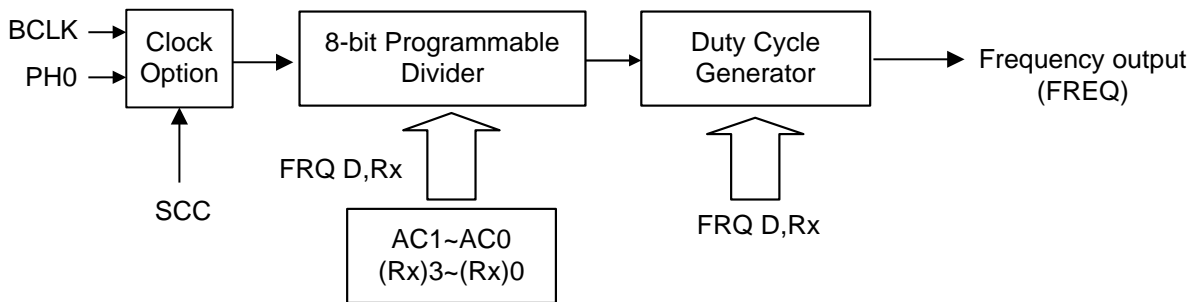 BCLK
PH0
Clock
Option
SCC
8-bit Programmable
Divider
FRQ D,Rx
AC1~AC0
(Rx)3~(Rx)0
Duty Cycle
Generator
FRQ D,Rx
Frequency output
(FREQ)